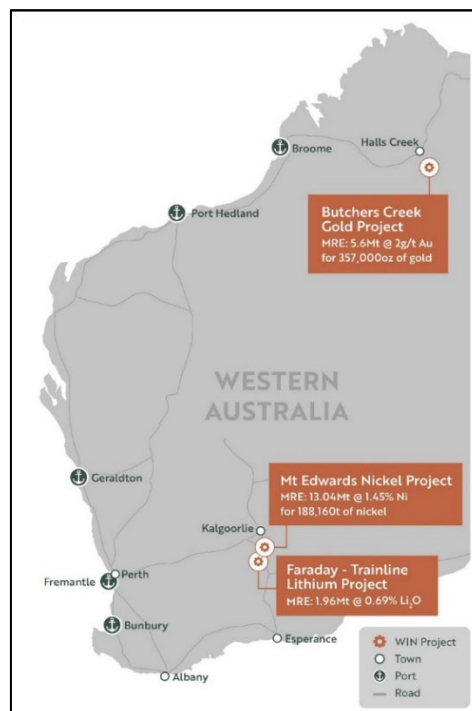 Halls Creek
Broome
Port Hedland
Butchers Creek
Gold Project
MRE: 5.6Mt @ 2g/t Au
for 357,000oz of gold
WESTERN
AUSTRALIA
Mt Edwards Nickel Project
MRE: 13.04Mt @ 1.45% Ni
for 188,160t of nickel
Geraldton
Kalgoorlie
Faraday - Trainline
Lithium Project
MRE: 1.96Mt @ 0.69% Li₂O
Perth
Fremantle
Bunbury
Esperance
Albany
WIN Project
Town
Port
Road